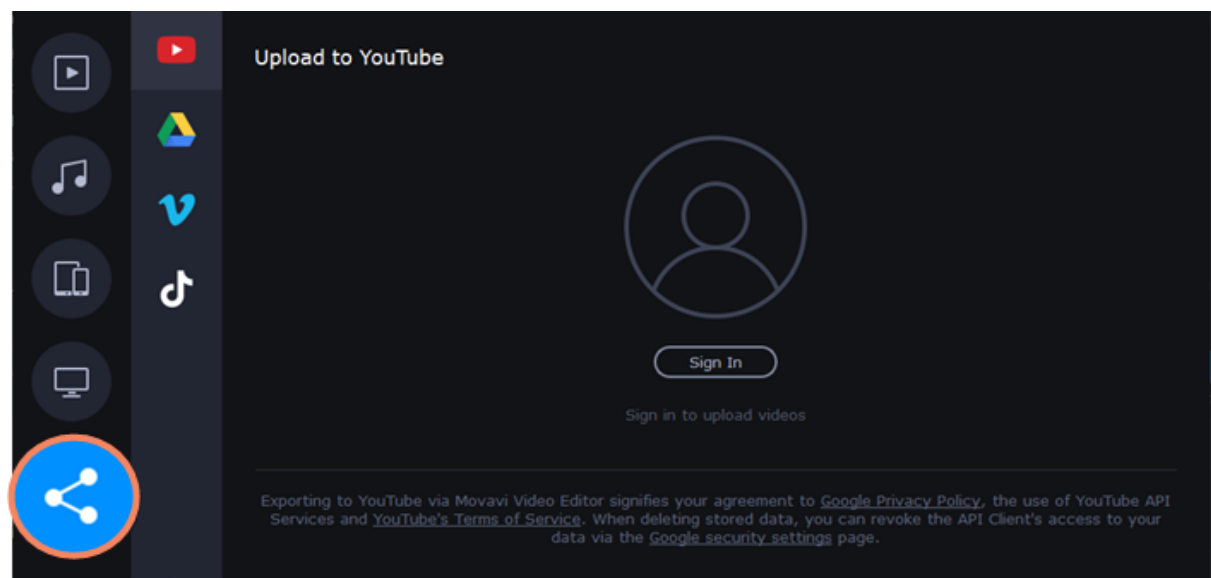 Upload to YouTube
Sign In
Sign in to upload videos
Exporting to YouTube via Movavi Video Editor signifies your agreement to Google Privacy Policy, the use of YouTube API
Services and YouTube's Terms of Service. When deleting stored data, you can revoke the API Client's access to your
data via the Google security settings page.